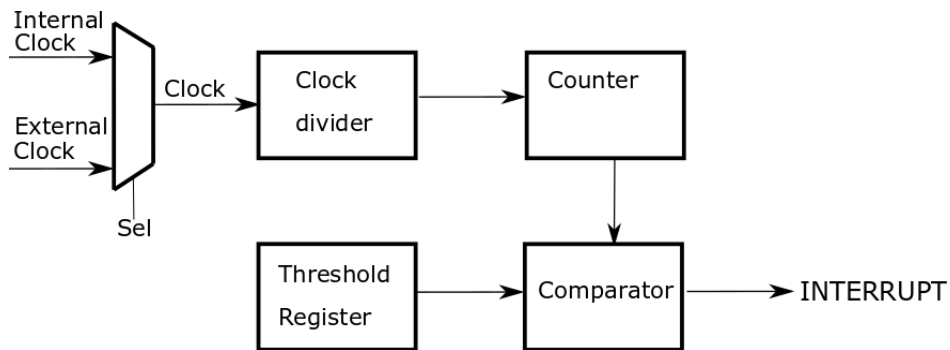 Internal
Clock
External
Clock
Sel
Clock
Clock
divider
Counter
Threshold
Register
Comparator
INTERRUPT